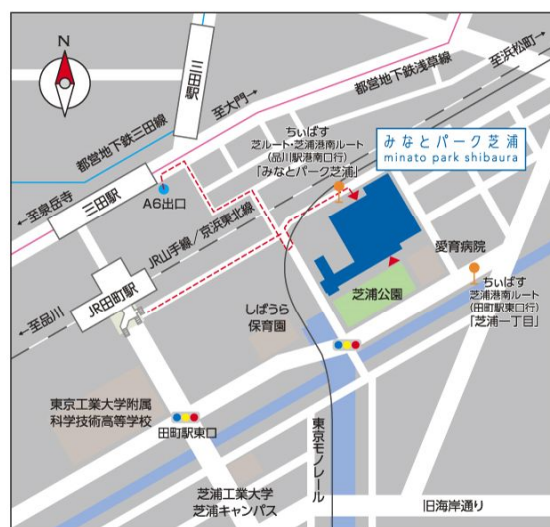 N
三田駅
都営地下鉄三田線
至大門→
都営地下鉄浅草線
至浜松町→
ちぃばす
芝ルート・芝浦港南ルート
(品川駅港南口行)
「みなとパーク芝浦」
みなとパーク芝浦
minato park shibaura
←至泉岳寺
三田駅
A6出口
JR山手線/京浜東北線
愛育病院
ちぃばす
芝浦港南ルート
(田町駅東口行)
「芝浦一丁目」
←至品川
JR田町駅
芝浦公園
しばうら
保育園
東京工業大学附属
科学技術高等学校
田町駅東口
芝浦工業大学
芝浦キャンパス
東京モノレール
旧海岸通り